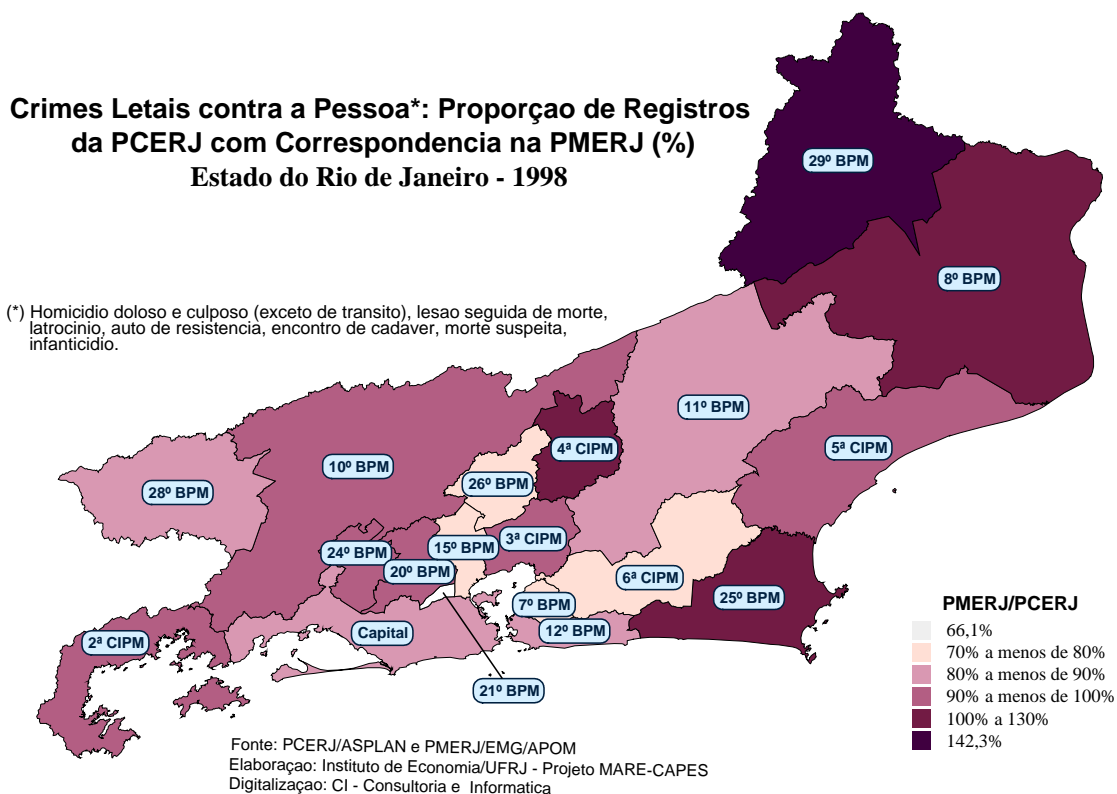 Crimes Letais contra a Pessoa*: Proporçao de Registros
da PCERJ com Correspondencia na PMERJ (%)
Estado do Rio de Janeiro - 1998
29º BPM
8º BPM
(*) Homicidio doloso e culposo (exceto de transito), lesao seguida de morte,
latrocinio, auto de resistencia, encontro de cadaver, morte suspeita,
infanticidio.
11º BPM
4ª CIPM
5ª CIPM
10º BPM
26º BPM
28º BPM
3ª CIPM
15º BPM
24º BPM
20º BPM
6ª CIPM
25º BPM
7º BPM
Capital
12º BPM
2ª CIPM
21º BPM
PMERJ/PCERJ
66,1%
70% a menos de 80%
80% a menos de 90%
90% a menos de 100%
100% a 130%
142,3%
Fonte: PCERJ/ASPLAN e PMERJ/EMG/APOM
Elaboraçao: Instituto de Economia/UFRJ - Projeto MARE-CAPES
Digitalizaçao: CI - Consultoria e Informatica